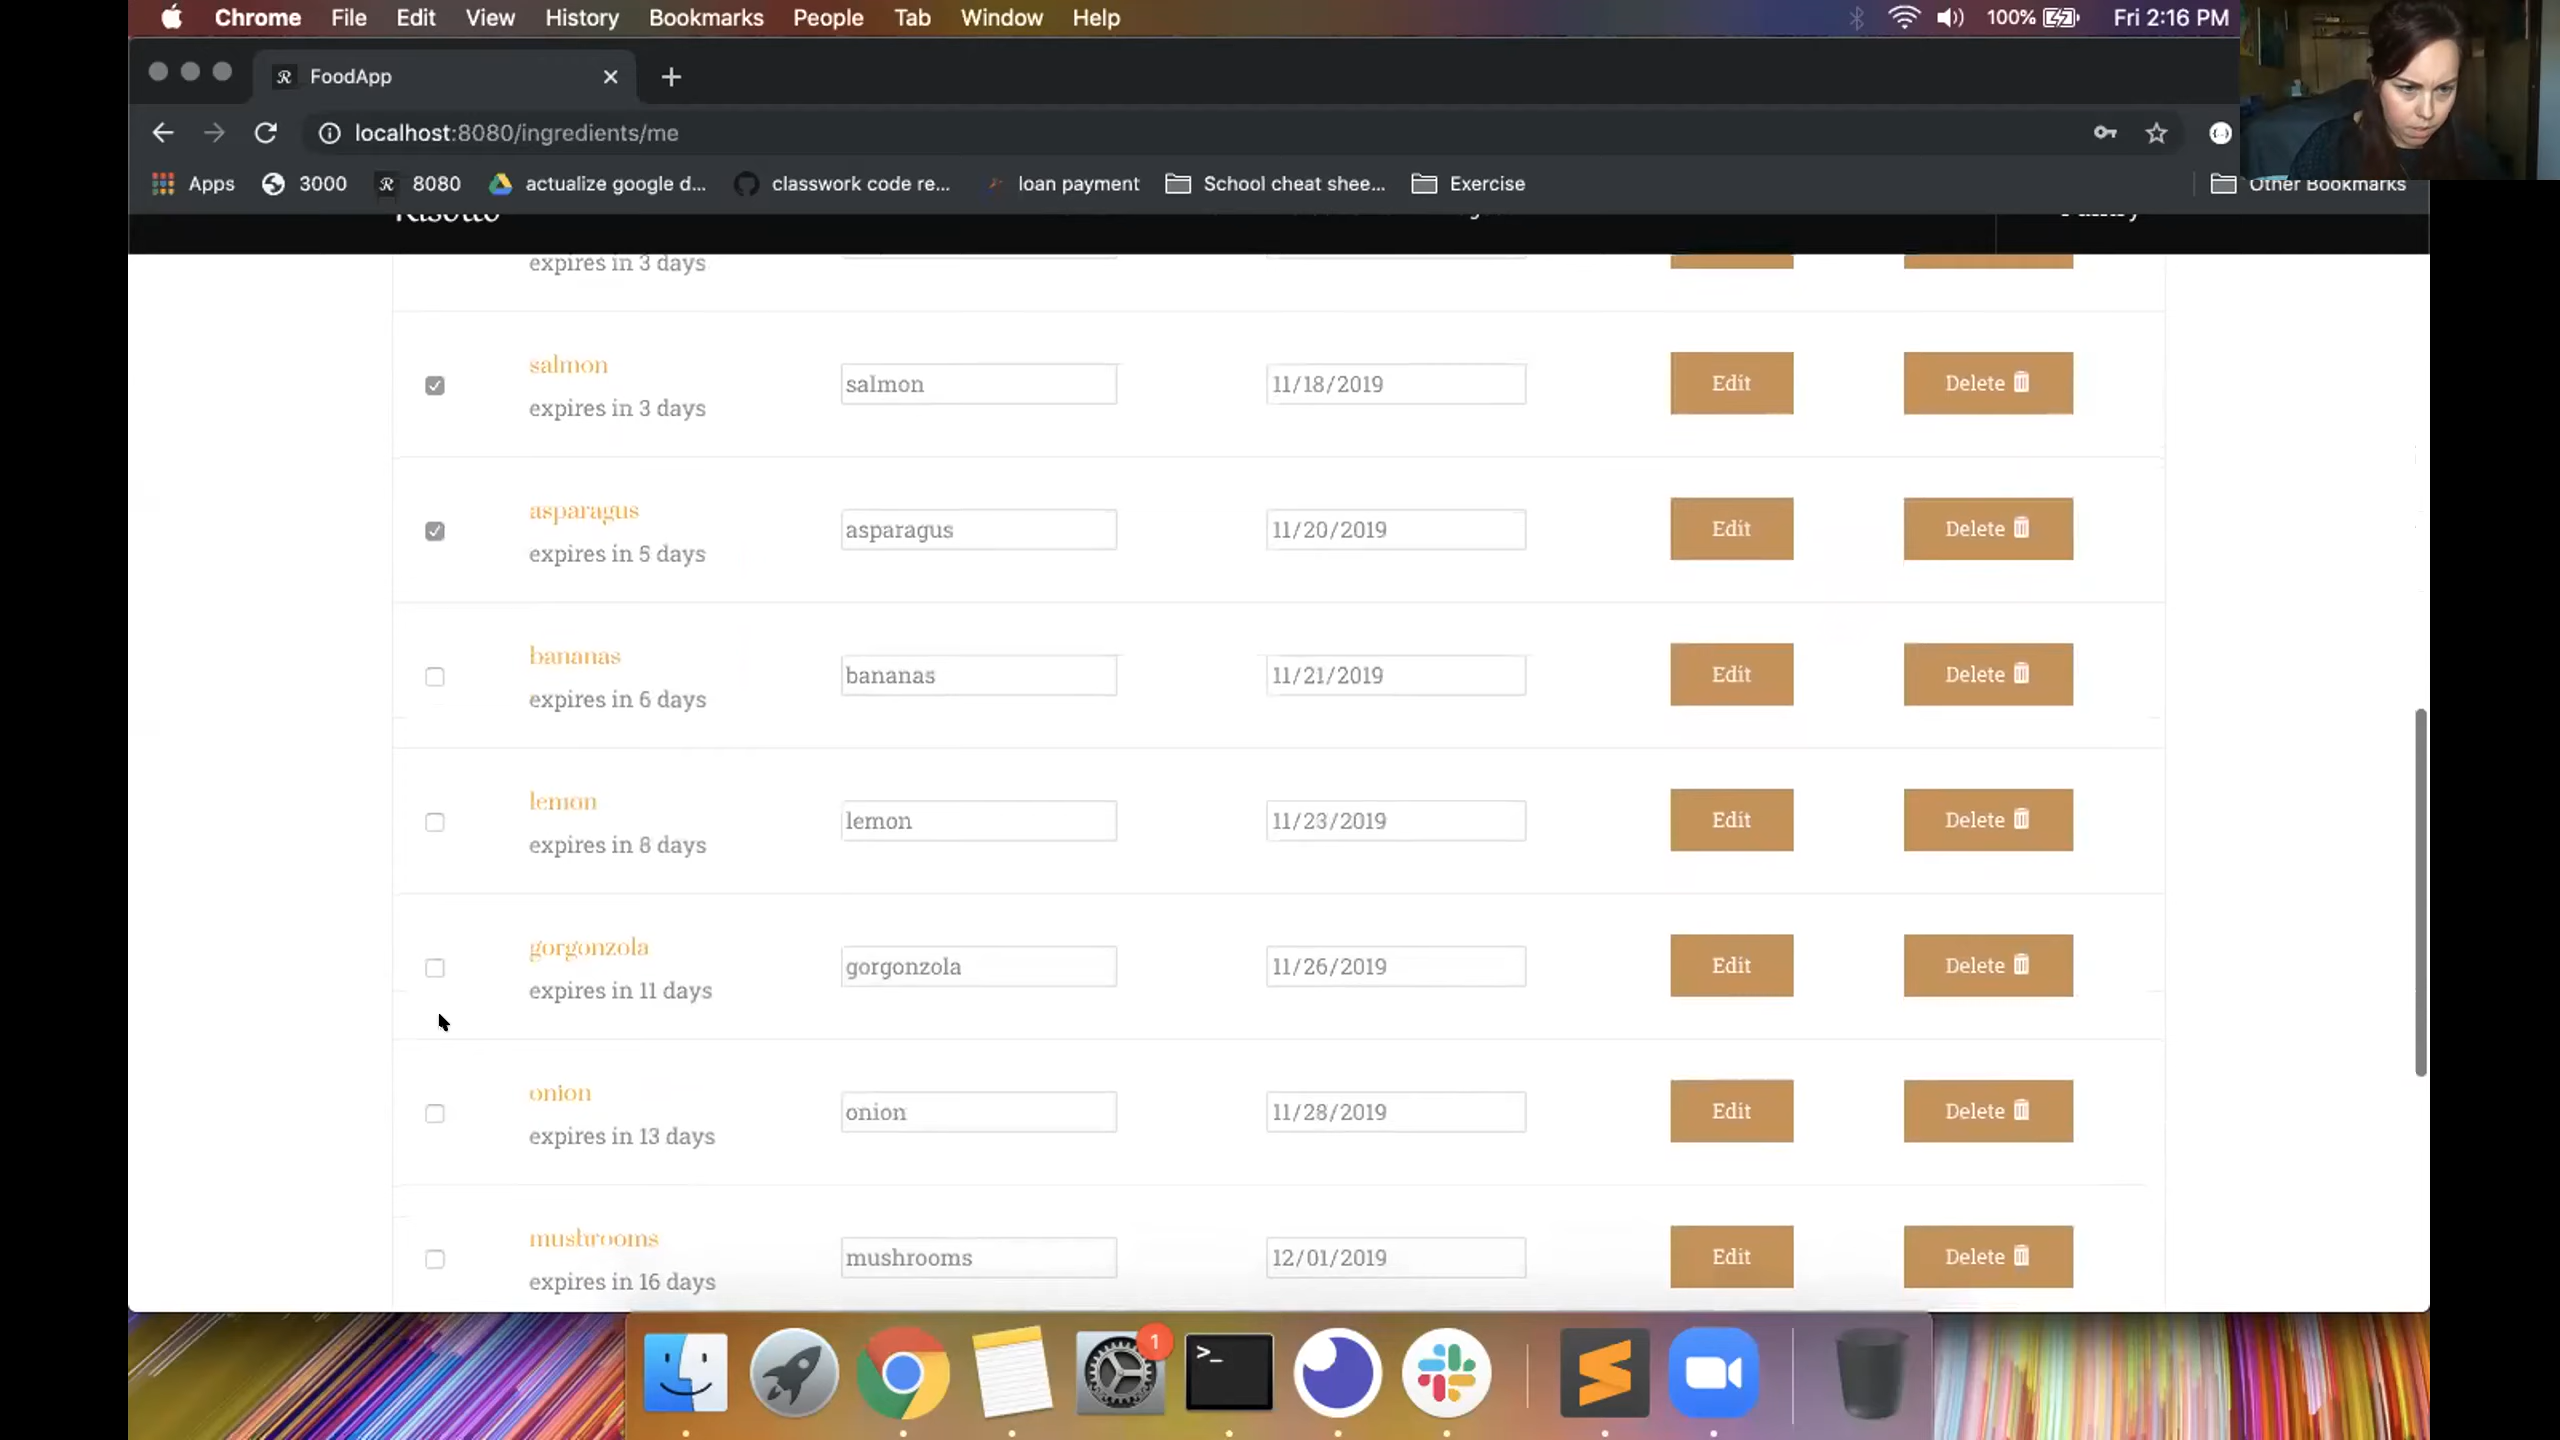 Chrome File Edit View History Bookmarks People Tab Window Help 100% Fri 2:16 PM
FoodApp
localhost:8080/ingredients/me
Apps 3000 8080 actualize google d... classwork code re... loan payment School cheat shee... Exercise Other Bookmarks
Risotto Pantry
expires in 3 days
salmon
expires in 3 days
salmon 11/18/2019 Edit Delete
asparagus
expires in 5 days
asparagus 11/20/2019 Edit Delete
bananas
expires in 6 days
bananas 11/21/2019 Edit Delete
lemon
expires in 8 days
lemon 11/23/2019 Edit Delete
gorgonzola
expires in 11 days
gorgonzola 11/26/2019 Edit Delete
onion
expires in 13 days
onion 11/28/2019 Edit Delete
mushrooms
expires in 16 days
mushrooms 12/01/2019 Edit Delete
1